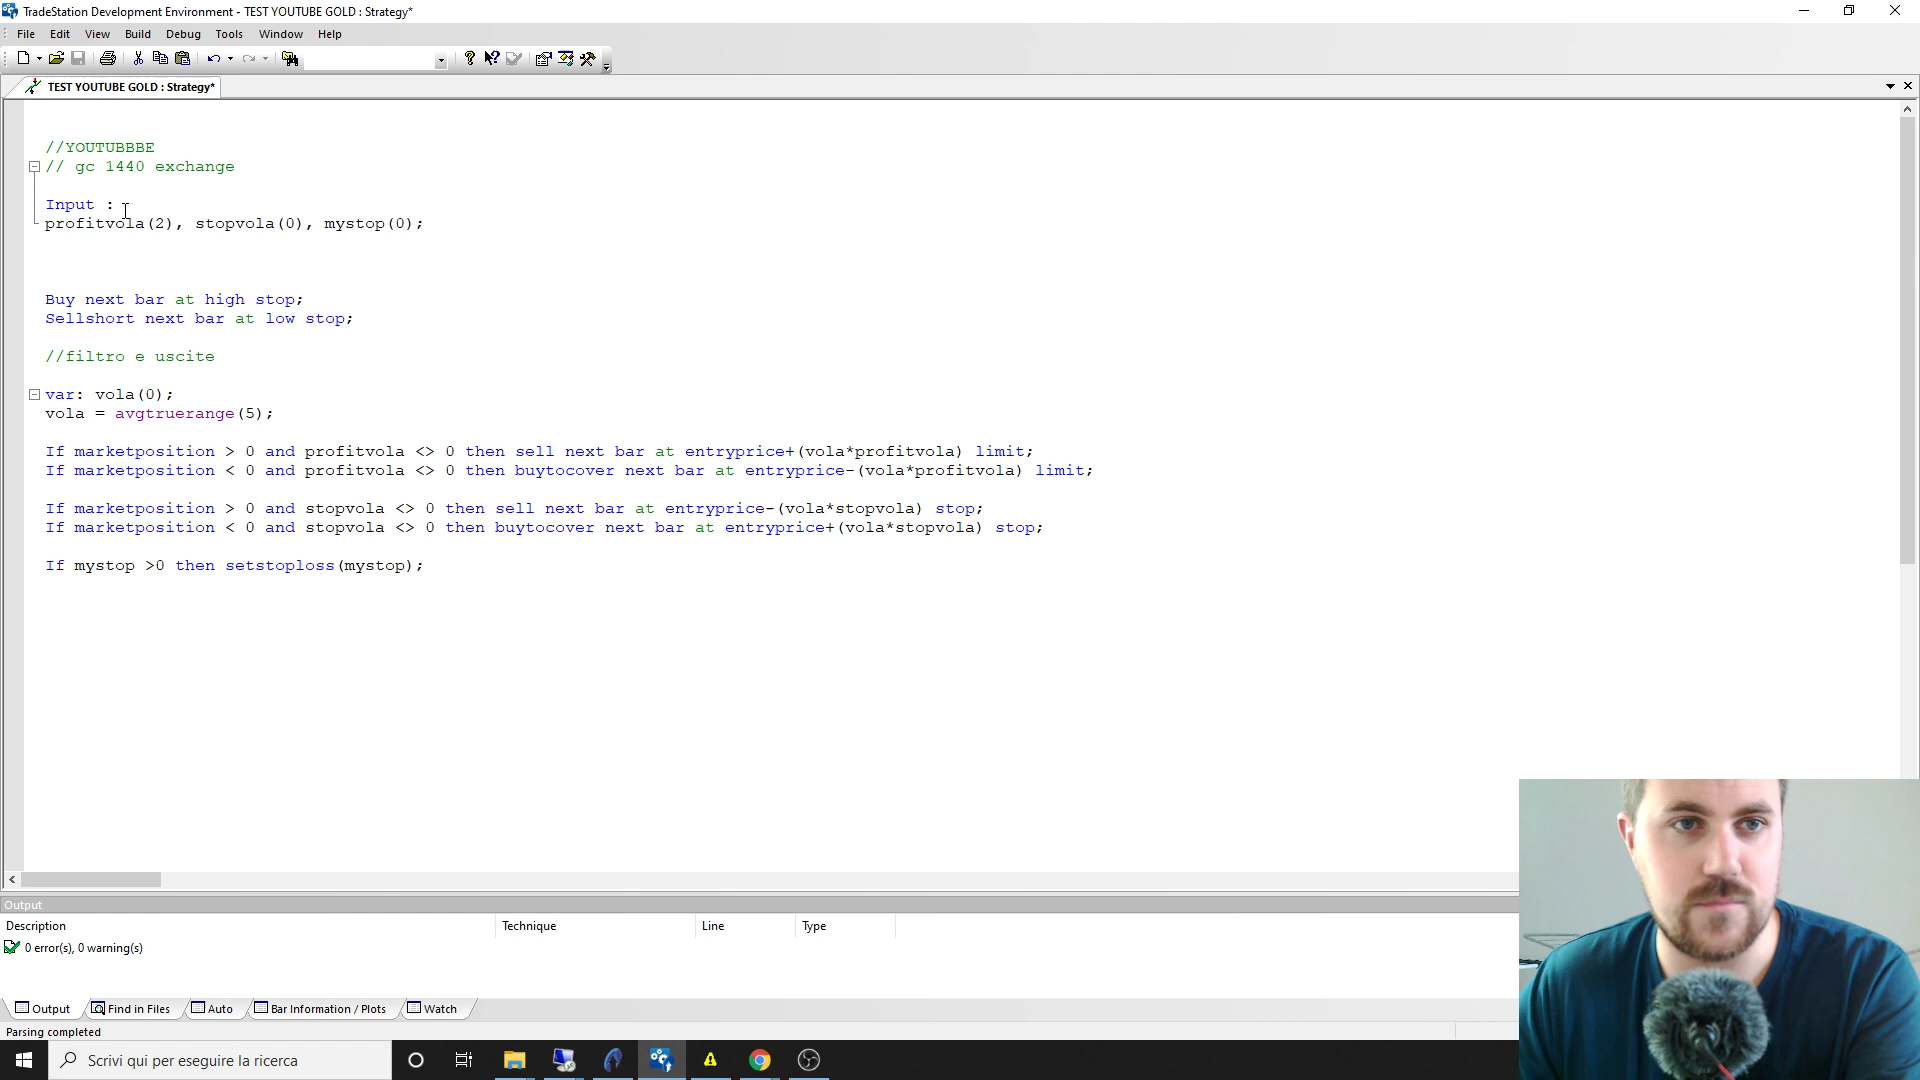 TradeStation Development Environment - TEST YOUTUBE GOLD : Strategy*
File Edit View Build Debug Tools Window Help
TEST YOUTUBE GOLD : Strategy*
//YOUTUBBBE
// gc 1440 exchange
Input :
profitvola(2), stopvola(0), mystop(0);
Buy next bar at high stop;
Sellshort next bar at low stop;
//filtro e uscite
var: vola(0);
vola = avgtruerange(5);
If marketposition > 0 and profitvola <> 0 then sell next bar at entryprice+(vola*profitvola) limit;
If marketposition < 0 and profitvola <> 0 then buytocover next bar at entryprice-(vola*profitvola) limit;
If marketposition > 0 and stopvola <> 0 then sell next bar at entryprice-(vola*stopvola) stop;
If marketposition < 0 and stopvola <> 0 then buytocover next bar at entryprice+(vola*stopvola) stop;
If mystop >0 then setstoploss(mystop);
Output
Description Technique Line Type
0 error(s), 0 warning(s)
Output Find in Files Auto Bar Information / Plots Watch
Parsing completed
Scrivi qui per eseguire la ricerca